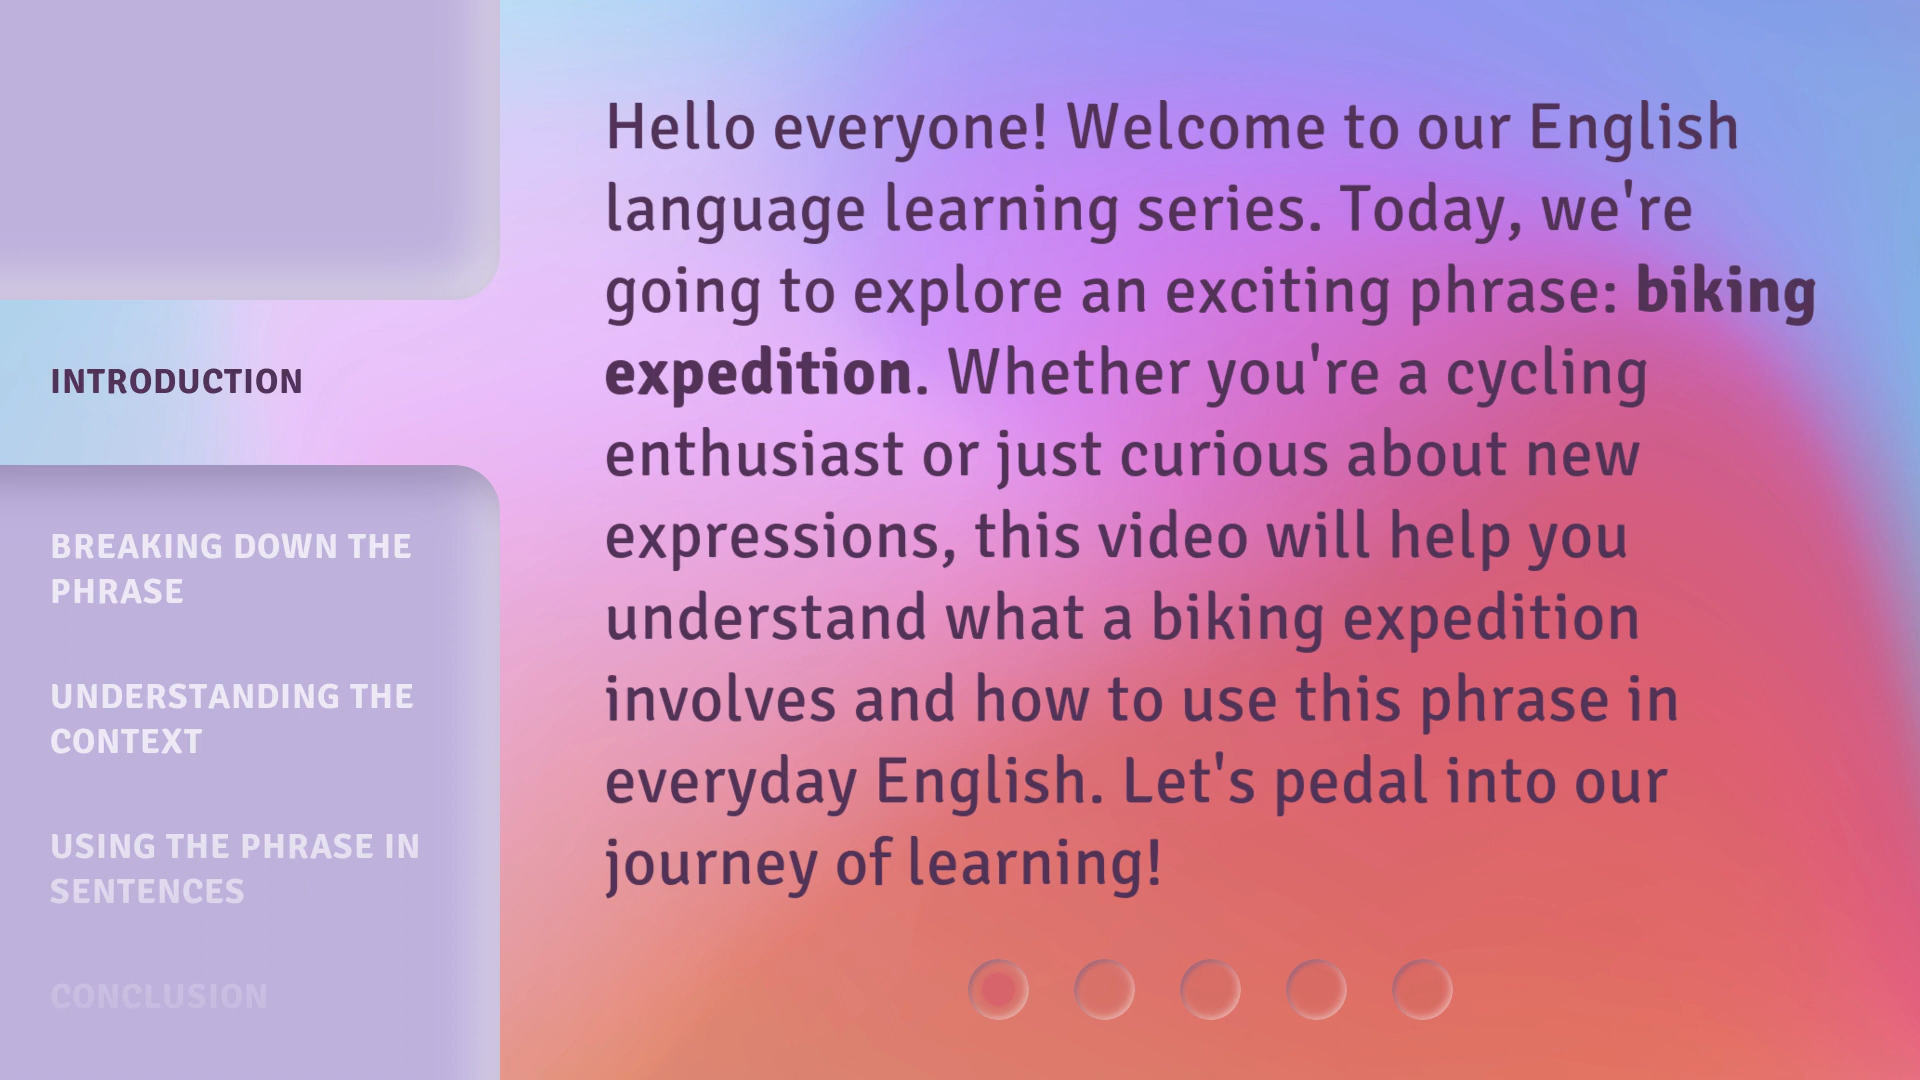 INTRODUCTION
BREAKING DOWN THE
PHRASE
UNDERSTANDING THE
CONTEXT
USING THE PHRASE IN
SENTENCES
CONCLUSION
Hello everyone! Welcome to our English
language learning series. Today, we're
going to explore an exciting phrase: biking
expedition. Whether you're a cycling
enthusiast or just curious about new
expressions, this video will help you
understand what a biking expedition
involves and how to use this phrase in
everyday English. Let's pedal into our
journey of learning!